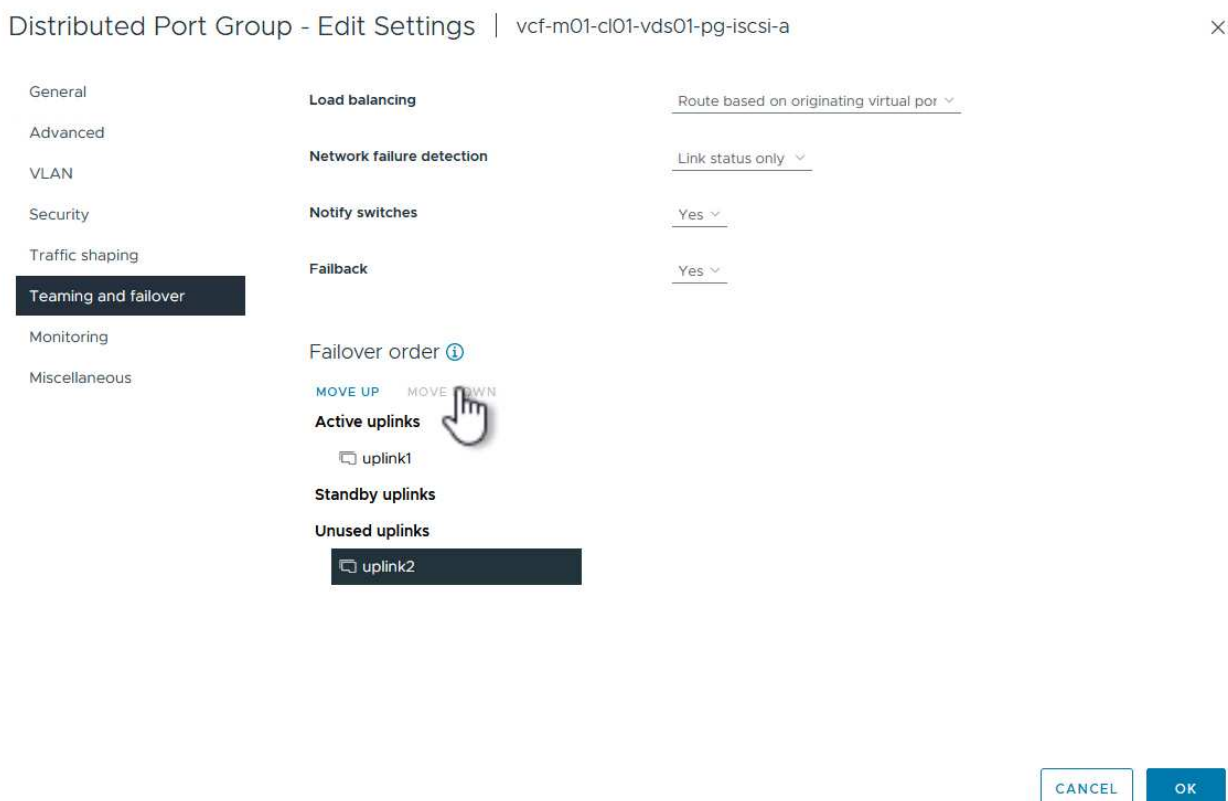 Distributed Port Group - Edit Settings | vcf-m01-cl01-vds01-pg-iscsi-a
General
Advanced
VLAN
Security
Traffic shaping
Teaming and failover
Monitoring
Miscellaneous
Load balancing Route based on originating virtual por
Network failure detection Link status only
Notify switches Yes
Failback Yes
Failover order
MOVE UP MOVE DOWN
Active uplinks
uplink1
Standby uplinks
Unused uplinks
uplink2
CANCEL OK